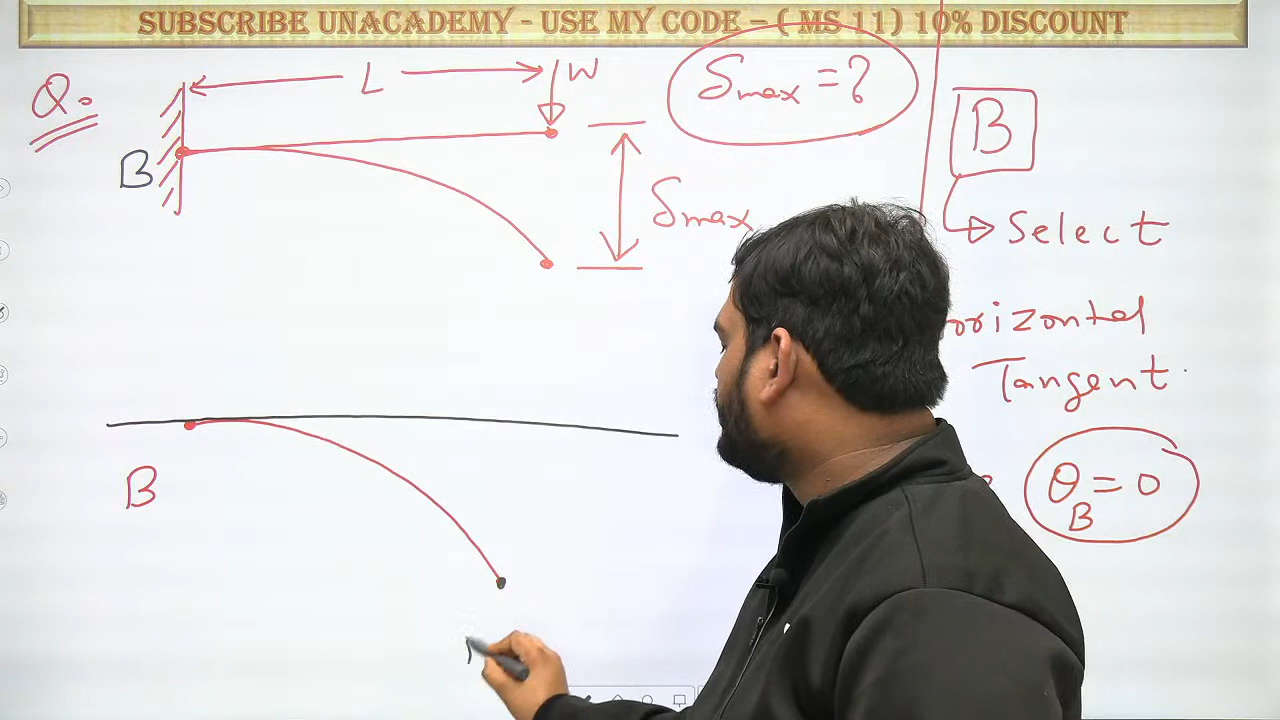 SUBSCRIBE UNACADEMY - USE MY CODE – ( MS 11 ) 10% DISCOUNT
Q.
L
W
δmax = ?
B
B
δmax
Select
orizontal
Tangent.
B
θB = 0